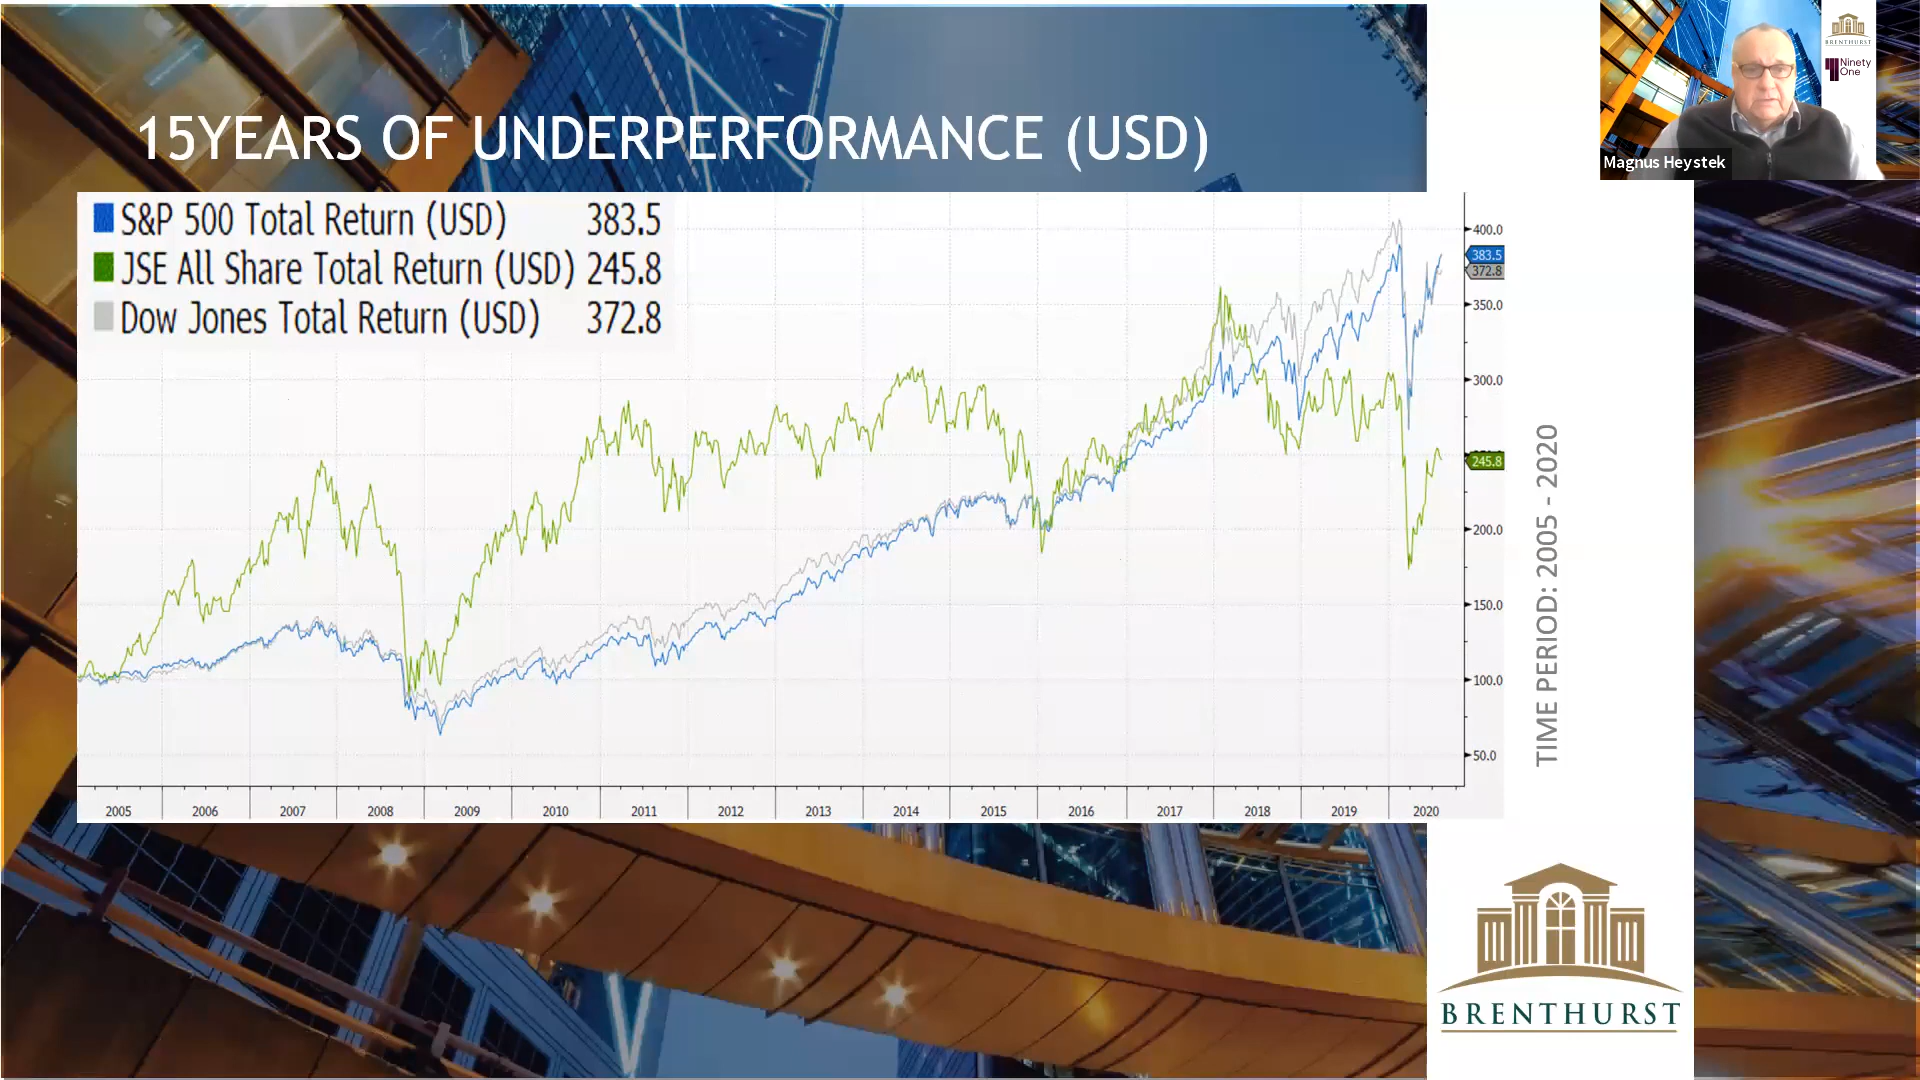 15YEARS OF UNDERPERFORMANCE (USD)
BRENTHURST
Ninety
One
Magnus Heystek
S&P 500 Total Return (USD) 383.5
JSE All Share Total Return (USD) 245.8
Dow Jones Total Return (USD) 372.8
400.0
383.5
372.8
350.0
300.0
245.8
200.0
150.0
100.0
50.0
2005 2006 2007 2008 2009 2010 2011 2012 2013 2014 2015 2016 2017 2018 2019 2020
TIME PERIOD: 2005 - 2020
BRENTHURST